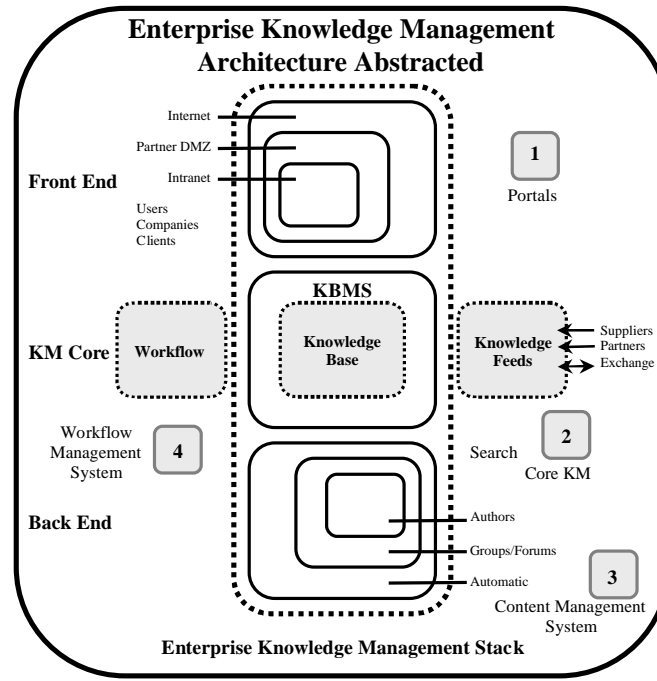 Enterprise Knowledge Management
Architecture Abstracted
Internet
Partner DMZ
Front End
Intranet
Users
Companies
Clients
1
Portals
KBMS
KM Core
Workflow
Knowledge
Base
Knowledge
Feeds
Suppliers
Partners
Exchange
Workflow
Management
System
4
Search
2
Core KM
Back End
Authors
Groups/Forums
Automatic
3
Content Management
System
Enterprise Knowledge Management Stack